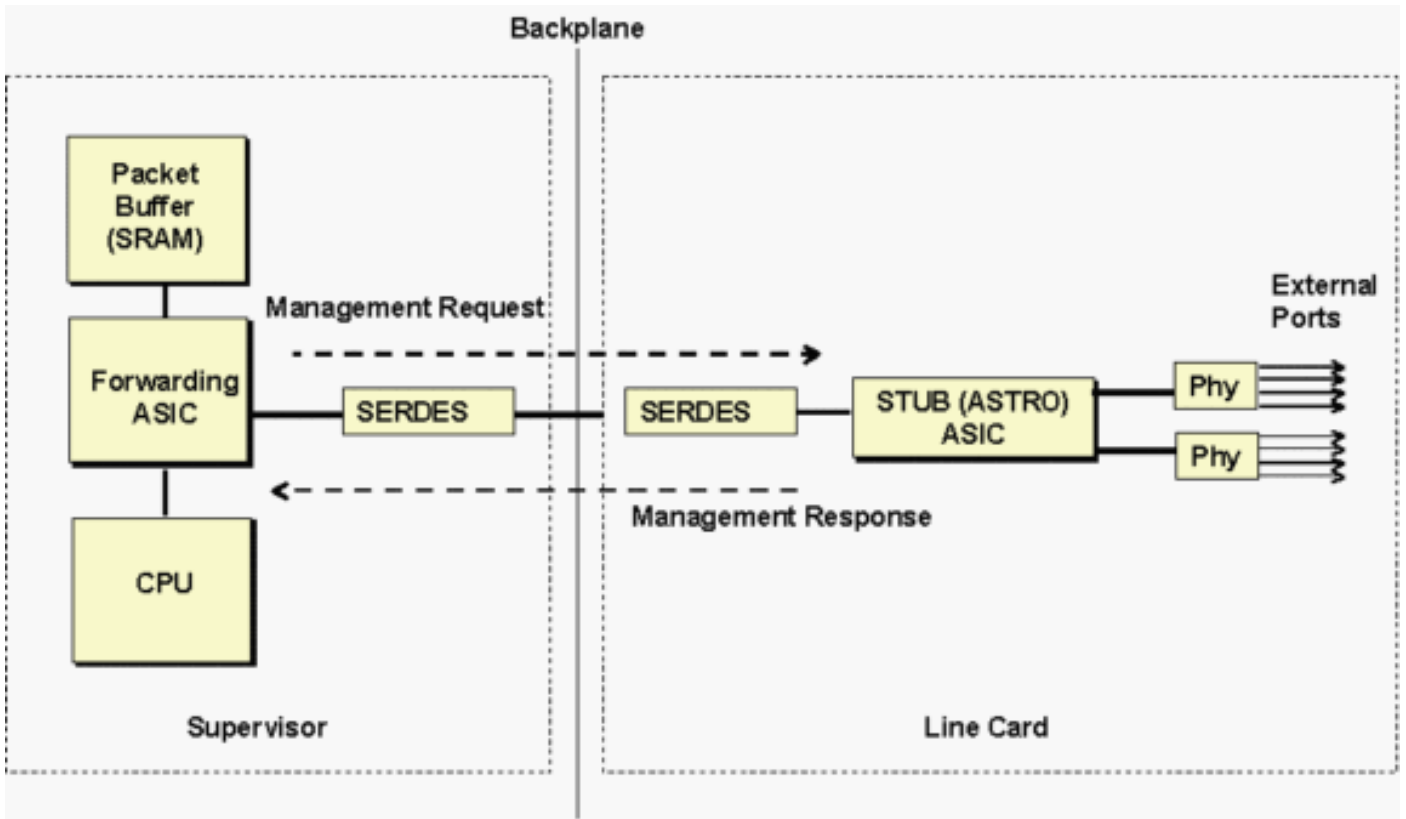 Backplane
Packet
Buffer
(SRAM)
Management Request
External
Ports
Forwarding
ASIC
SERDES
SERDES
STUB (ASTRO)
ASIC
Phy
Phy
Management Response
CPU
Supervisor
Line Card